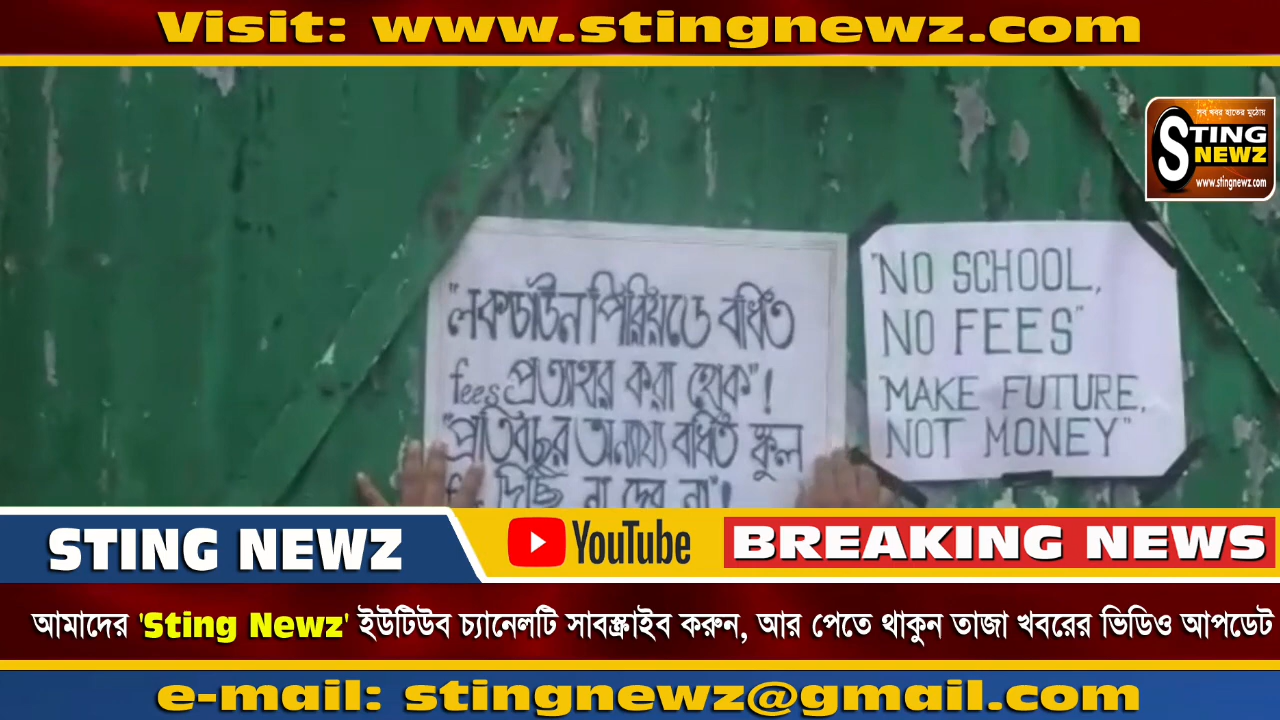 Visit: www.stingnewz.com
সব খবর হাতের মুঠোয়
STING
NEWZ
www.stingnewz.com
"লকডাউন পিরিয়ডে বর্ধিত
fees প্রত্যাহার করা হোক"!
"প্রতিবছর অন্যায্য বর্ধিত স্কুল
দিচ্ছি না দেব না"!
"NO SCHOOL,
NO FEES"
"MAKE FUTURE,
NOT MONEY"
STING NEWZ
YouTube
BREAKING NEWS
আমাদের 'Sting Newz' ইউটিউব চ্যানেলটি সাবস্ক্রাইব করুন, আর পেতে থাকুন তাজা খবরের ভিডিও আপডেট
e-mail: stingnewz@gmail.com